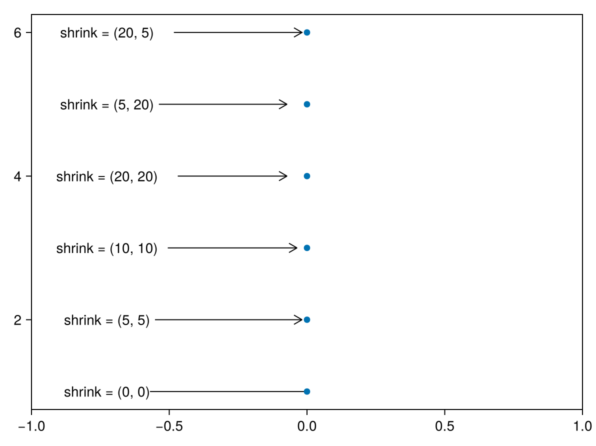 6
shrink = (20, 5)
shrink = (5, 20)
4
shrink = (20, 20)
shrink = (10, 10)
2
shrink = (5, 5)
shrink = (0, 0)
−1.0 −0.5 0.0 0.5 1.0